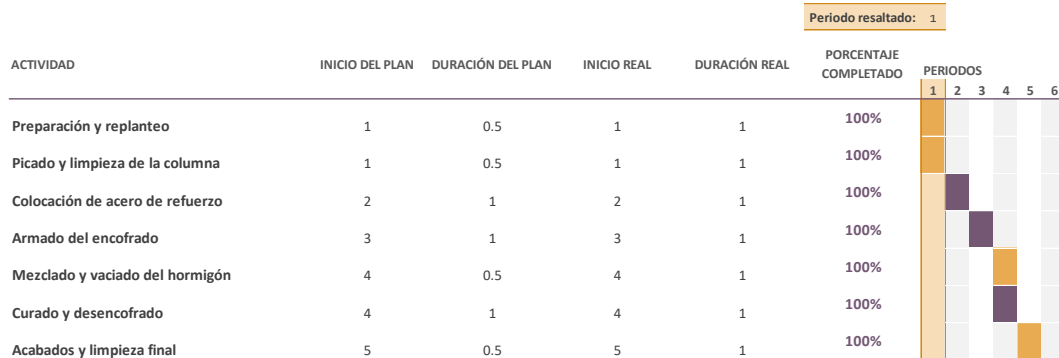 Periodo resaltado: 1
ACTIVIDAD INICIO DEL PLAN DURACIÓN DEL PLAN INICIO REAL DURACIÓN REAL PORCENTAJE COMPLETADO PERIODOS
1 2 3 4 5 6
Preparación y replanteo 1 0.5 1 1 100%
Picado y limpieza de la columna 1 0.5 1 1 100%
Colocación de acero de refuerzo 2 1 2 1 100%
Armado del encofrado 3 1 3 1 100%
Mezclado y vaciado del hormigón 4 0.5 4 1 100%
Curado y desencofrado 4 1 4 1 100%
Acabados y limpieza final 5 0.5 5 1 100%